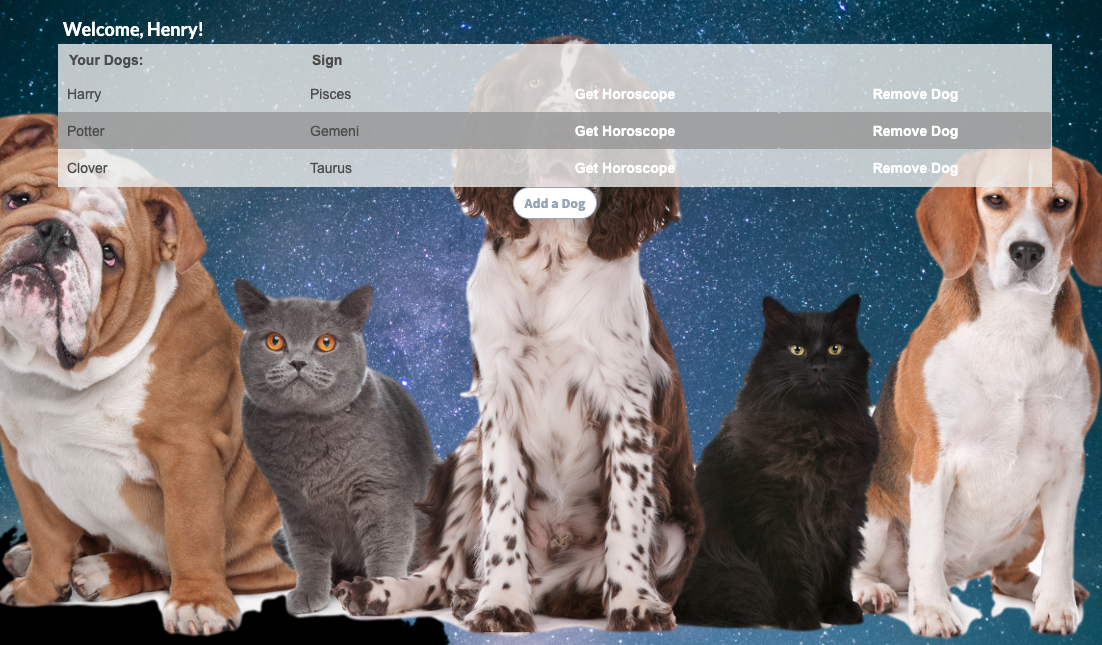 Welcome, Henry!
Your Dogs: Sign
Harry Pisces Get Horoscope Remove Dog
Potter Gemeni Get Horoscope Remove Dog
Clover Taurus Get Horoscope Remove Dog
Add a Dog